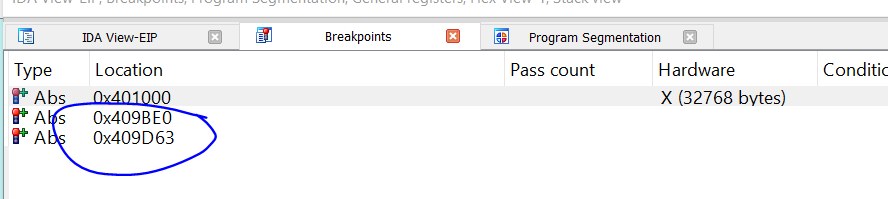 IDA View-EIP, Breakpoints, Program Segmentation, General registers, Hex View-1, Stack view
IDA View-EIP Breakpoints Program Segmentation
Type Location Pass count Hardware Conditio
Abs 0x401000 X (32768 bytes)
Abs 0x409BE0
Abs 0x409D63